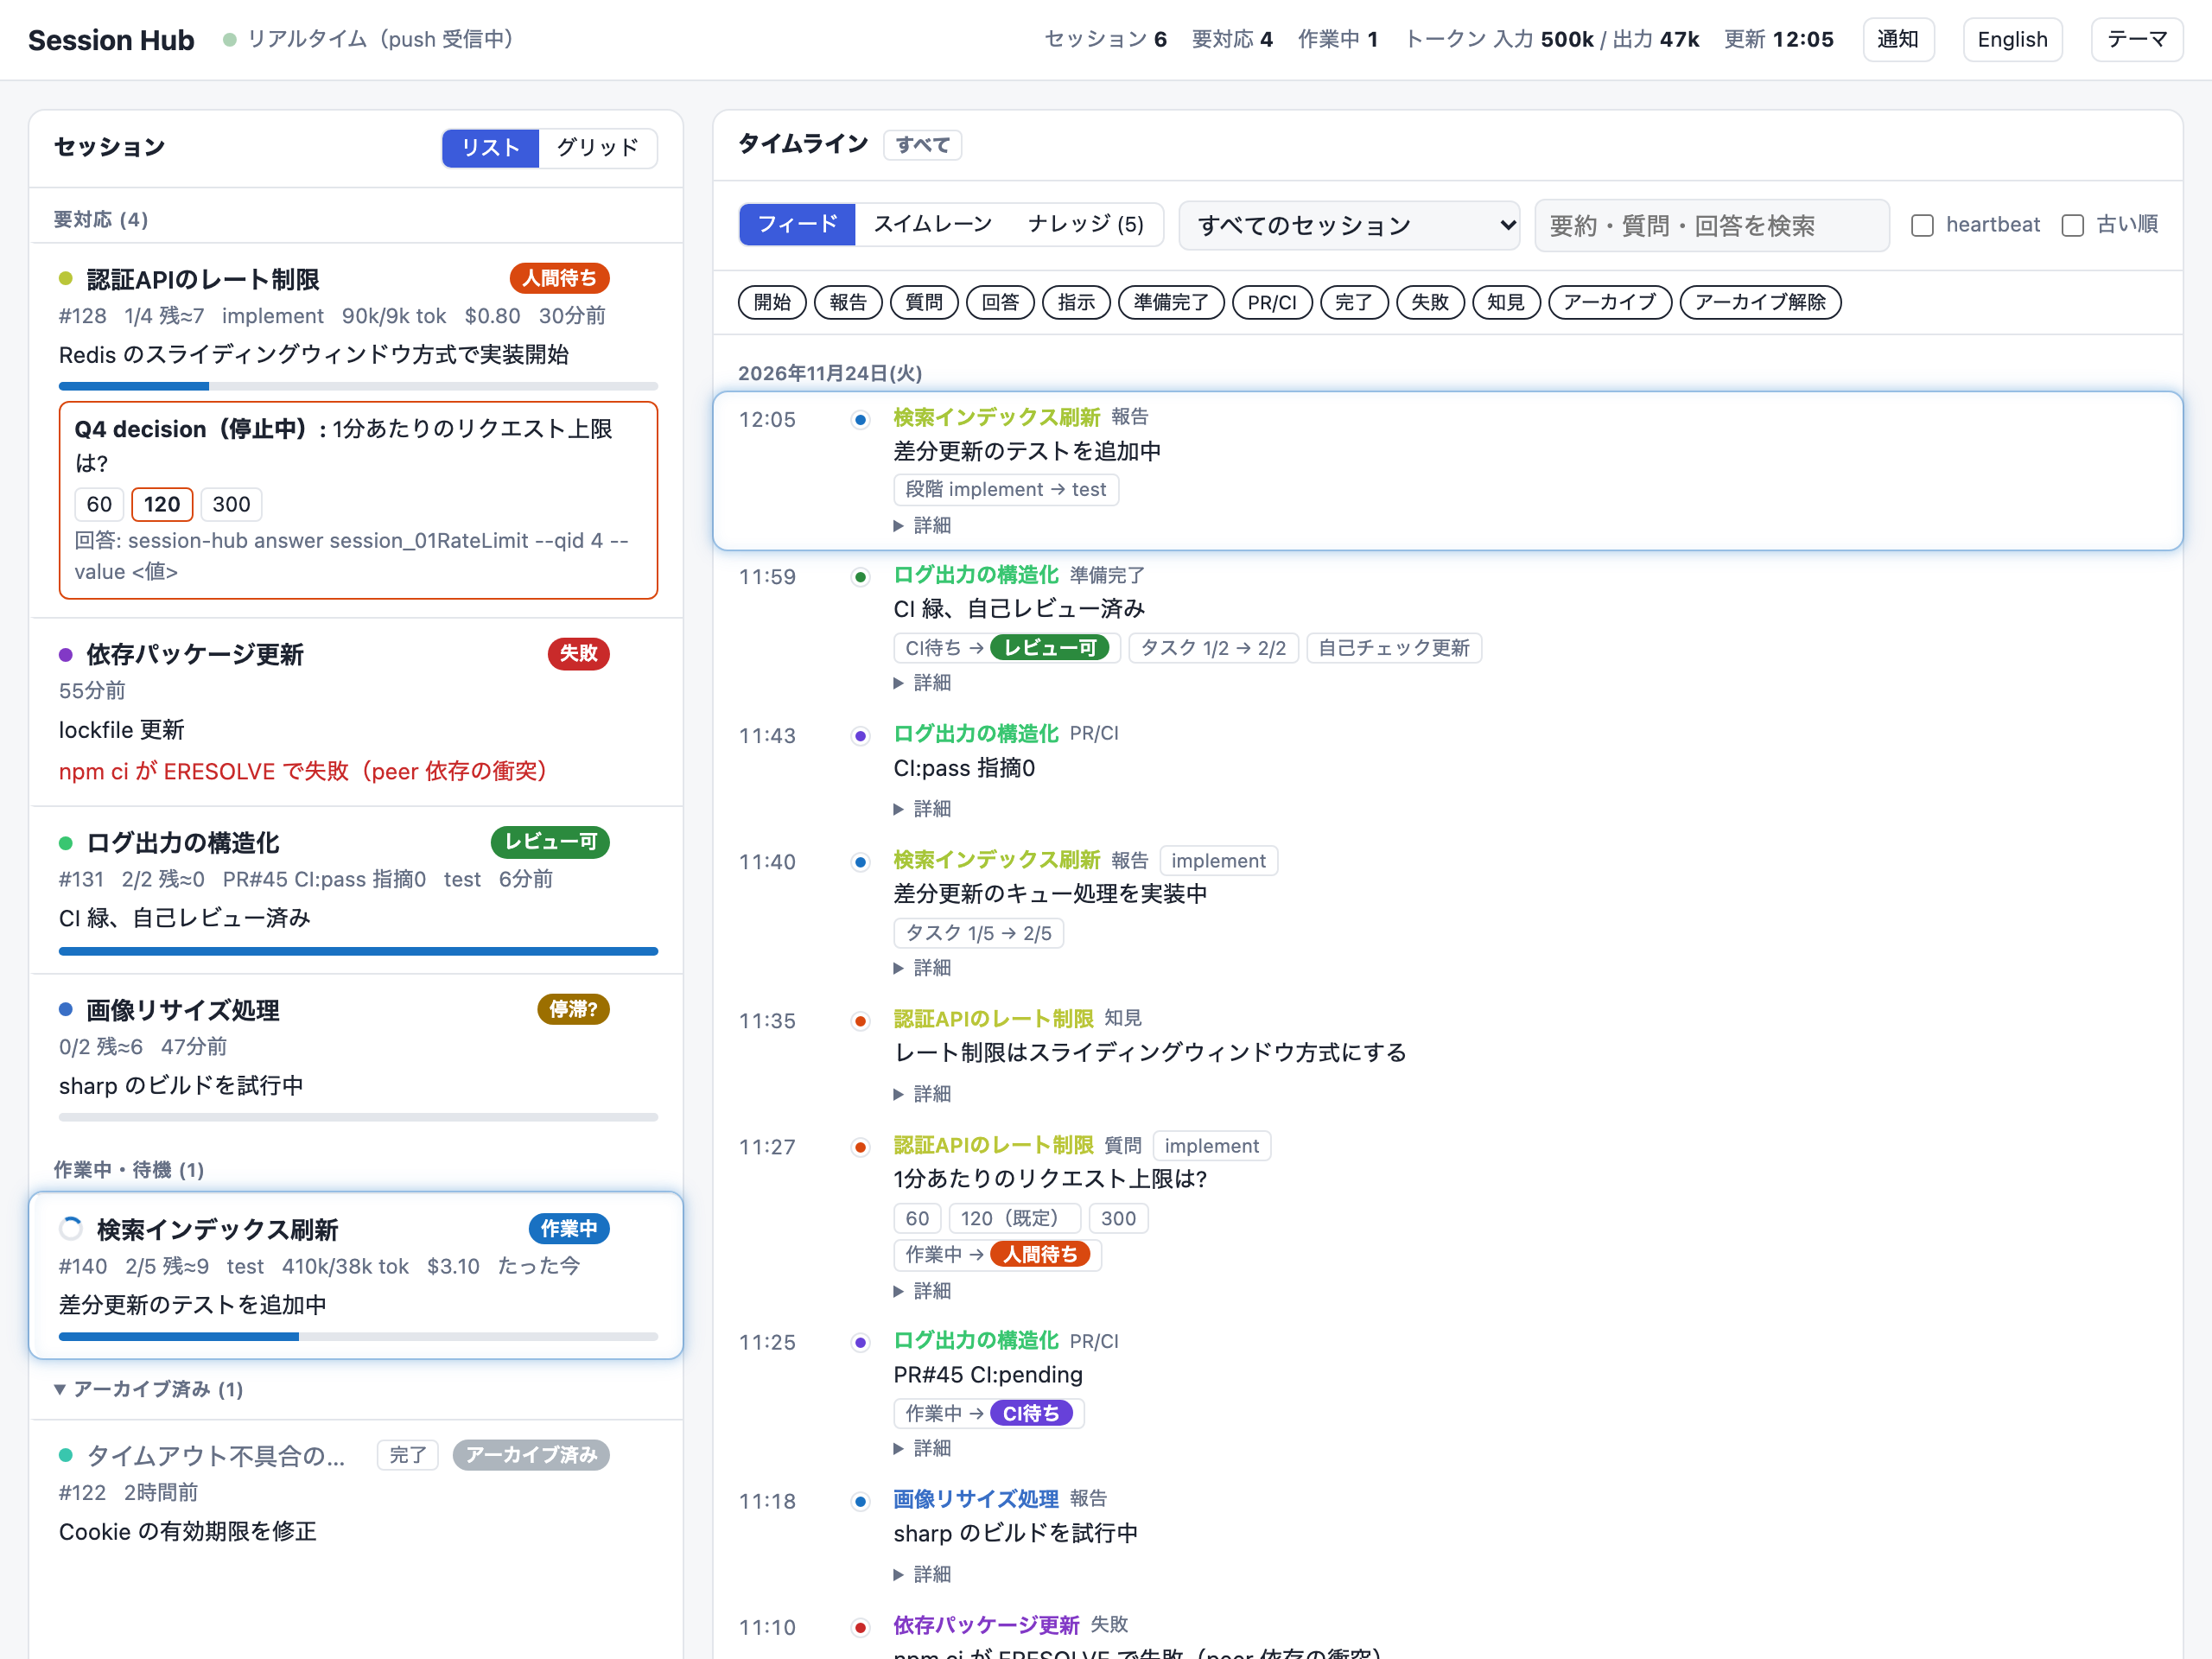 Session Hub
リアルタイム（push 受信中）
セッション 6 要対応 4 作業中 1 トークン 入力 500k / 出力 47k 更新 12:05
通知
English
テーマ
セッション
リスト グリッド
要対応 (4)
認証APIのレート制限 人間待ち
#128 1/4 残≈7 implement 90k/9k tok $0.80 30分前
Redis のスライディングウィンドウ方式で実装開始
Q4 decision（停止中）: 1分あたりのリクエスト上限
は?
60 120 300
回答: session-hub answer session_01RateLimit --qid 4 --
value <値>
依存パッケージ更新 失敗
55分前
lockfile 更新
npm ci が ERESOLVE で失敗（peer 依存の衝突）
ログ出力の構造化 レビュー可
#131 2/2 残≈0 PR#45 CI:pass 指摘0 test 6分前
CI 緑、自己レビュー済み
画像リサイズ処理 停滞?
0/2 残≈6 47分前
sharp のビルドを試行中
作業中・待機 (1)
検索インデックス刷新 作業中
#140 2/5 残≈9 test 410k/38k tok $3.10 たった今
差分更新のテストを追加中
▼ アーカイブ済み (1)
タイムアウト不具合の... 完了 アーカイブ済み
#122 2時間前
Cookie の有効期限を修正
タイムライン すべて
フィード スイムレーン ナレッジ (5) すべてのセッション 要約・質問・回答を検索 heartbeat 古い順
開始 報告 質問 回答 指示 準備完了 PR/CI 完了 失敗 知見 アーカイブ アーカイブ解除
2026年11月24日(火)
12:05 検索インデックス刷新 報告
差分更新のテストを追加中
段階 implement → test
▶ 詳細
11:59 ログ出力の構造化 準備完了
CI 緑、自己レビュー済み
CI待ち → レビュー可 タスク 1/2 → 2/2 自己チェック更新
▶ 詳細
11:43 ログ出力の構造化 PR/CI
CI:pass 指摘0
▶ 詳細
11:40 検索インデックス刷新 報告 implement
差分更新のキュー処理を実装中
タスク 1/5 → 2/5
▶ 詳細
11:35 認証APIのレート制限 知見
レート制限はスライディングウィンドウ方式にする
▶ 詳細
11:27 認証APIのレート制限 質問 implement
1分あたりのリクエスト上限は?
60 120（既定） 300
作業中 → 人間待ち
▶ 詳細
11:25 ログ出力の構造化 PR/CI
PR#45 CI:pending
作業中 → CI待ち
▶ 詳細
11:18 画像リサイズ処理 報告
sharp のビルドを試行中
▶ 詳細
11:10 依存パッケージ更新 失敗
npm ci が ERESOLVE で失敗（peer 依存の衝突）